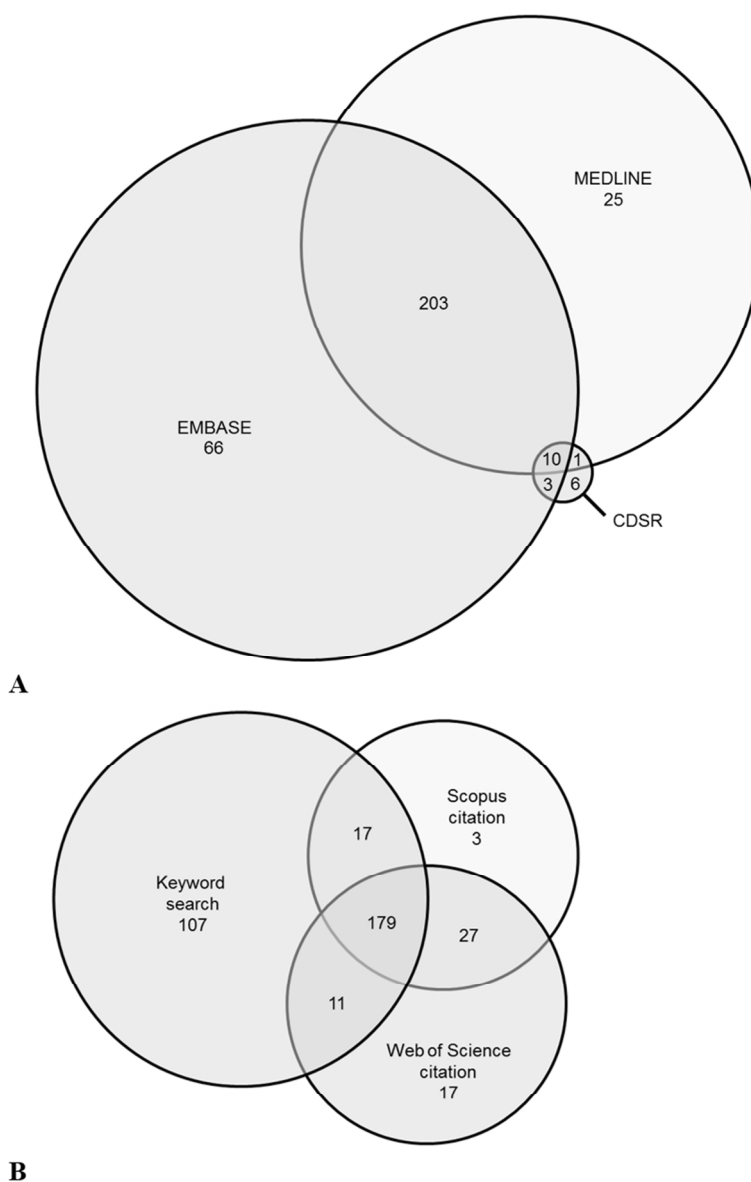 MEDLINE
25
203
EMBASE
66
10 1
3 6
CDSR
A
Scopus
citation
3
17
Keyword
search
107
179
27
11
Web of Science
citation
17
B